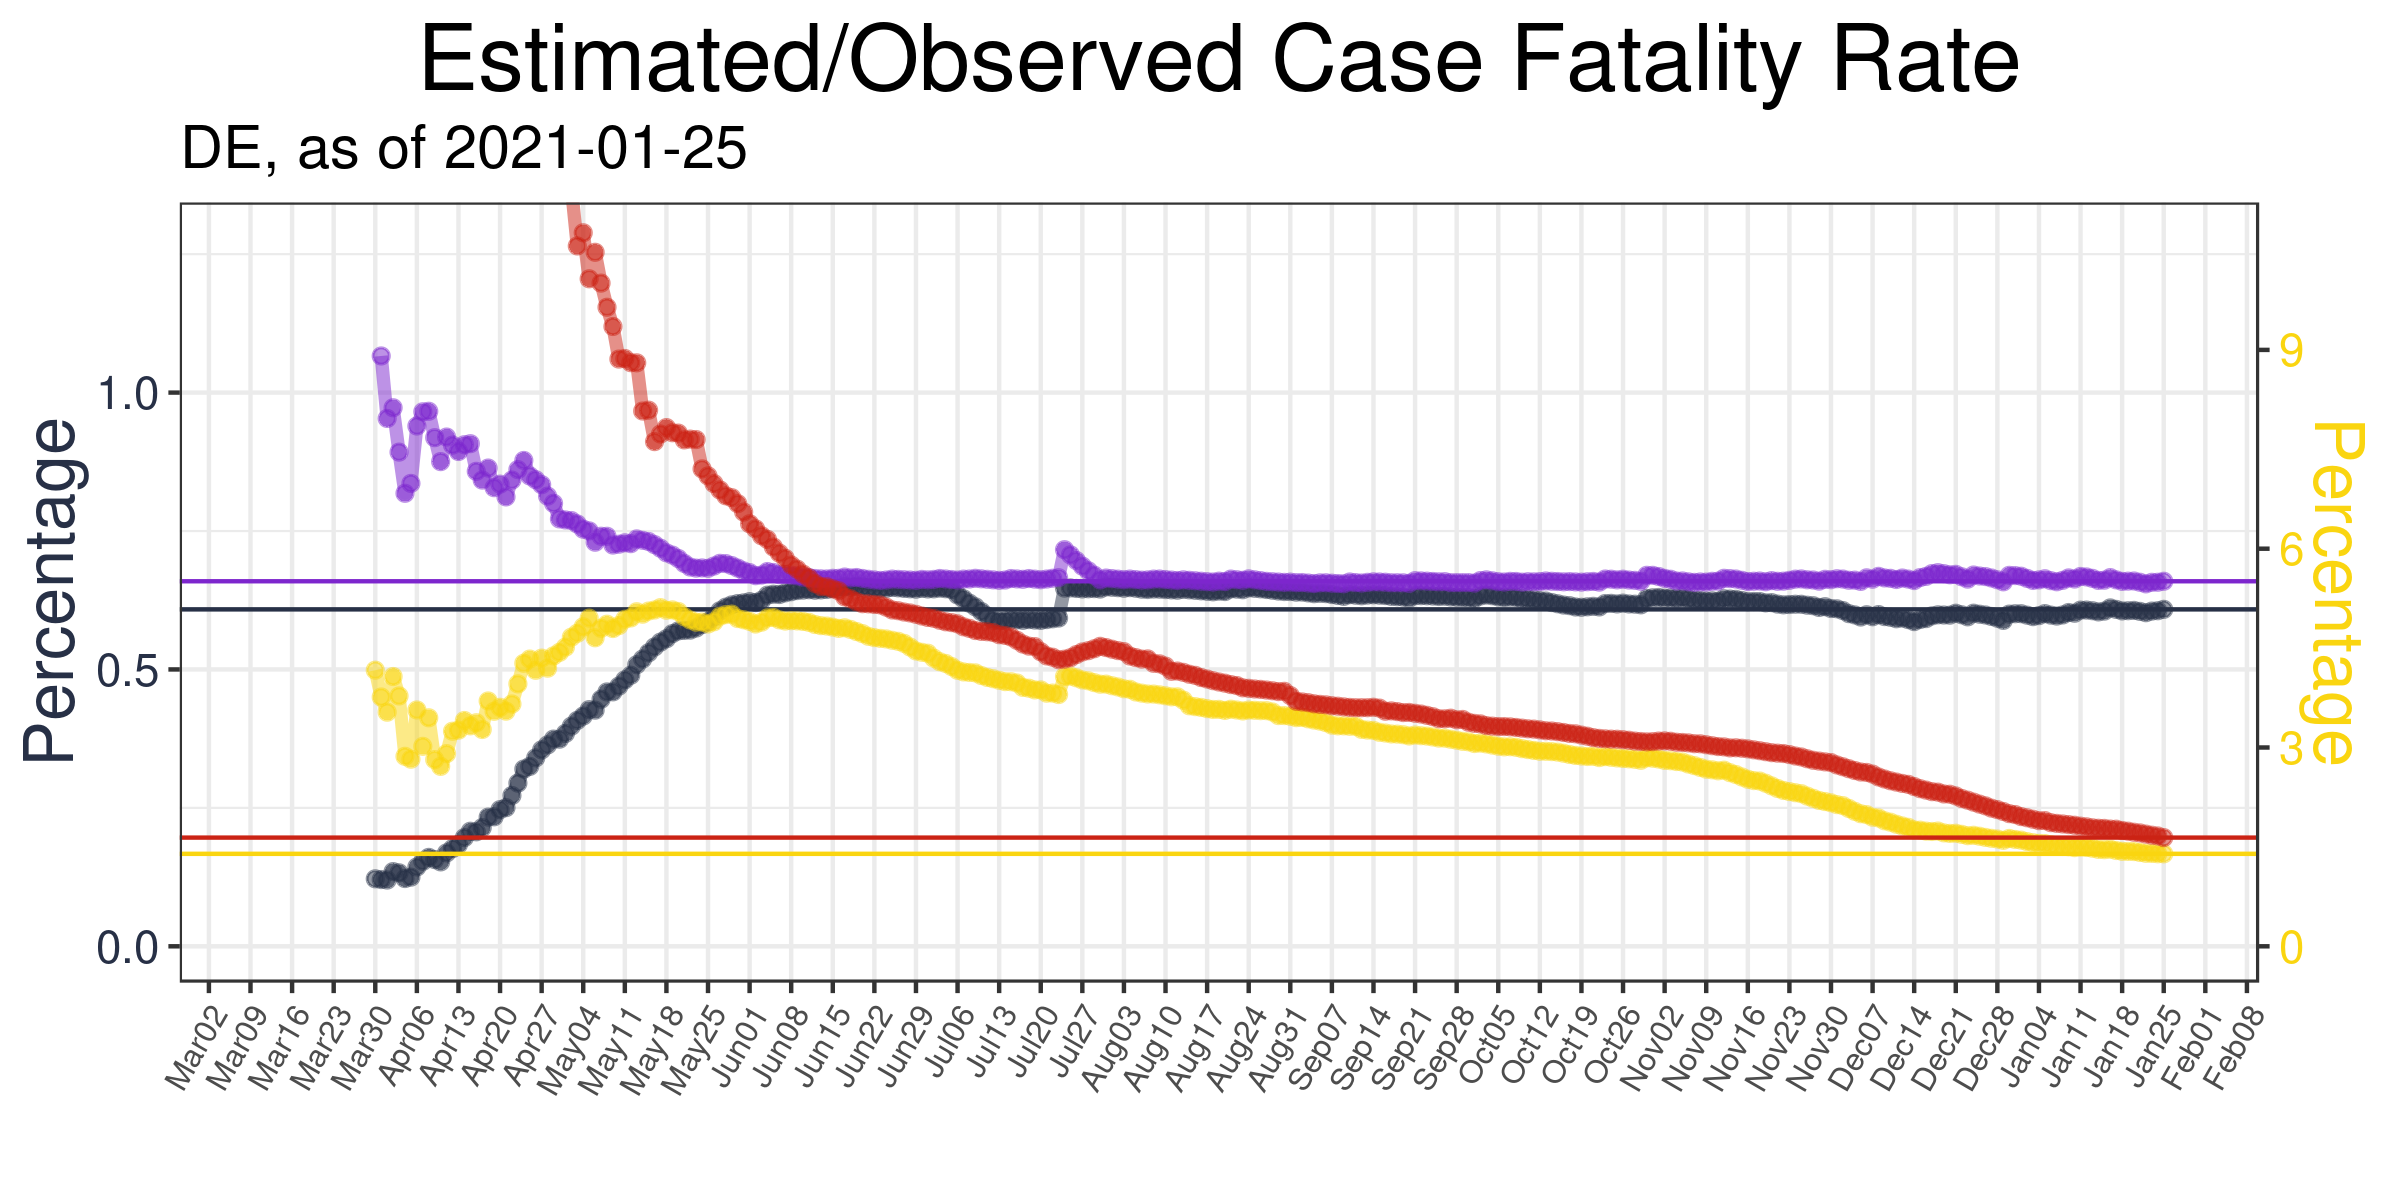 Estimated/Observed Case Fatality Rate
DE, as of 2021-01-25
Percentage
1.0
0.5
0.0
9
6
3
0
Percentage
Mar02
Mar09
Mar16
Mar23
Mar30
Apr06
Apr13
Apr20
Apr27
May04
May11
May18
May25
Jun01
Jun08
Jun15
Jun22
Jun29
Jul06
Jul13
Jul20
Jul27
Aug03
Aug10
Aug17
Aug24
Aug31
Sep07
Sep14
Sep21
Sep28
Oct05
Oct12
Oct19
Oct26
Nov02
Nov09
Nov16
Nov23
Nov30
Dec07
Dec14
Dec21
Dec28
Jan04
Jan11
Jan18
Jan25
Feb01
Feb08